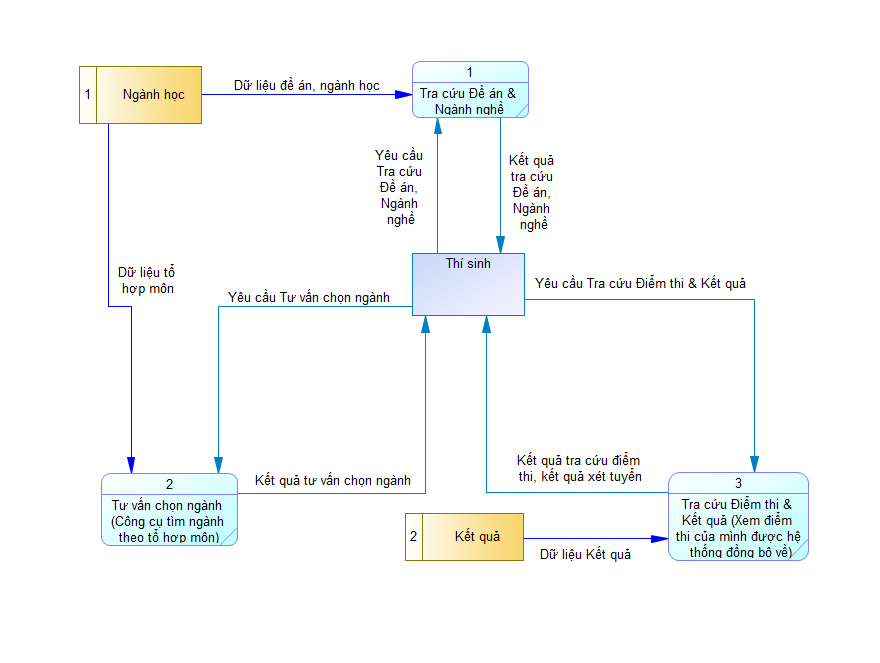 1
Ngành học
Dữ liệu đề án, ngành học
1
Tra cứu Đề án &
Ngành nghề
Yêu cầu
Tra cứu
Đề án,
Ngành
nghề
Kết quả
tra cứu
Đề án,
Ngành
nghề
Dữ liệu tổ
hợp môn
Thí sinh
Yêu cầu Tư vấn chọn ngành
Yêu cầu Tra cứu Điểm thi & Kết quả
2
Tư vấn chọn ngành
(Công cụ tìm ngành
theo tổ hợp môn)
Kết quả tư vấn chọn ngành
Kết quả tra cứu điểm
thi, kết quả xét tuyển
3
Tra cứu Điểm thi &
Kết quả (Xem điểm
thi của mình được hệ
thống đồng bộ về)
2
Kết quả
Dữ liệu Kết quả